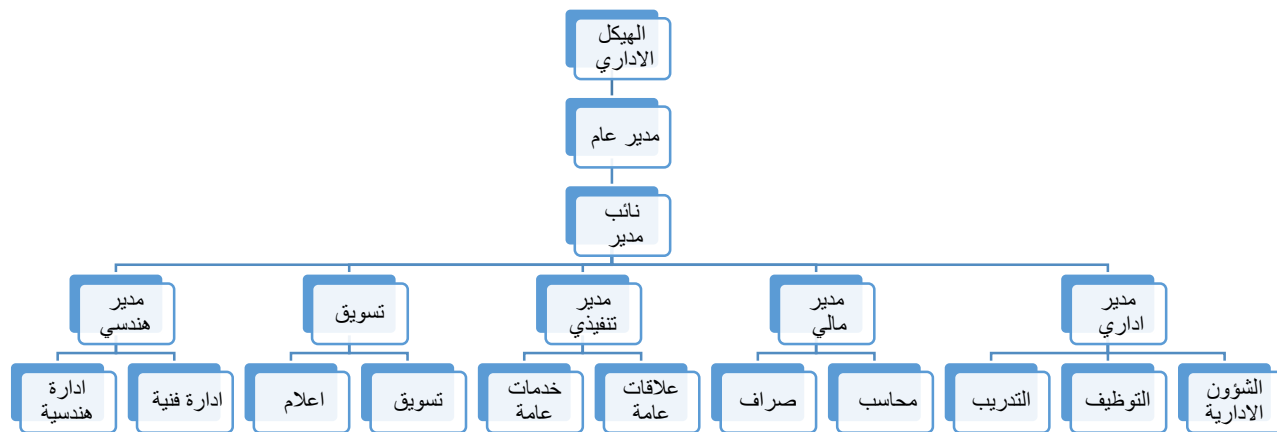 الهيكل
الاداري
مدير عام
نائب
مدير
مدير
اداري
مدير
مالي
مدير
تنفيذي
تسويق
مدير
هندسي
الشؤون
الادارية
التوظيف
التدريب
محاسب
صراف
علاقات
عامة
خدمات
عامة
تسويق
اعلام
ادارة فنية
ادارة
هندسية